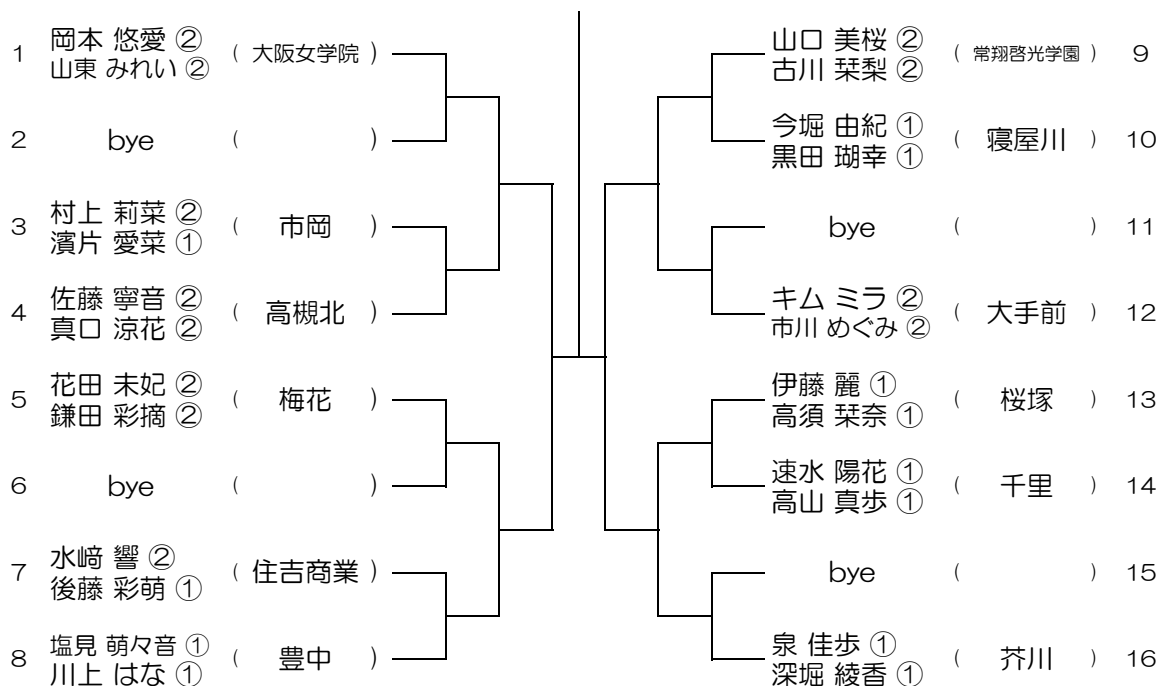 1 岡本 悠愛 ② ( 大阪女学院 )
山東 みれい ②
2 bye ( )
3 村上 莉菜 ② ( 市岡 )
濱片 愛菜 ①
4 佐藤 寧音 ② ( 高槻北 )
真口 涼花 ②
5 花田 未妃 ② ( 梅花 )
鎌田 彩摘 ②
6 bye ( )
7 水﨑 響 ② ( 住吉商業 )
後藤 彩萌 ①
8 塩見 萌々音 ① ( 豊中 )
川上 はな ①
山口 美桜 ② ( 常翔啓光学園 ) 9
古川 栞梨 ②
今堀 由紀 ① ( 寝屋川 ) 10
黒田 瑚幸 ①
bye ( ) 11
キム ミラ ② ( 大手前 ) 12
市川 めぐみ ②
伊藤 麗 ① ( 桜塚 ) 13
高須 栞奈 ①
速水 陽花 ① ( 千里 ) 14
高山 真歩 ①
bye ( ) 15
泉 佳歩 ① ( 芥川 ) 16
深堀 綾香 ①